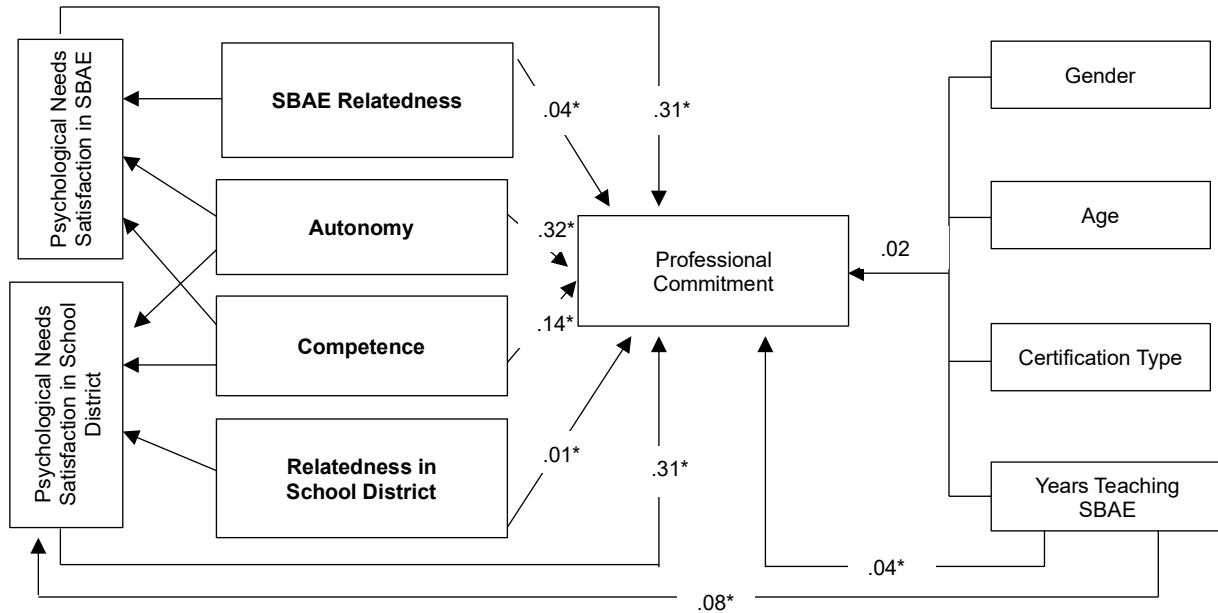 Psychological Needs
Satisfaction in SBAE
Psychological Needs
Satisfaction in School
District
SBAE Relatedness
Autonomy
Competence
Relatedness in
School District
.04*
.31*
.32*
.14*
.01*
.31*
Professional
Commitment
.02
Gender
Age
Certification Type
Years Teaching
SBAE
.04*
.08*